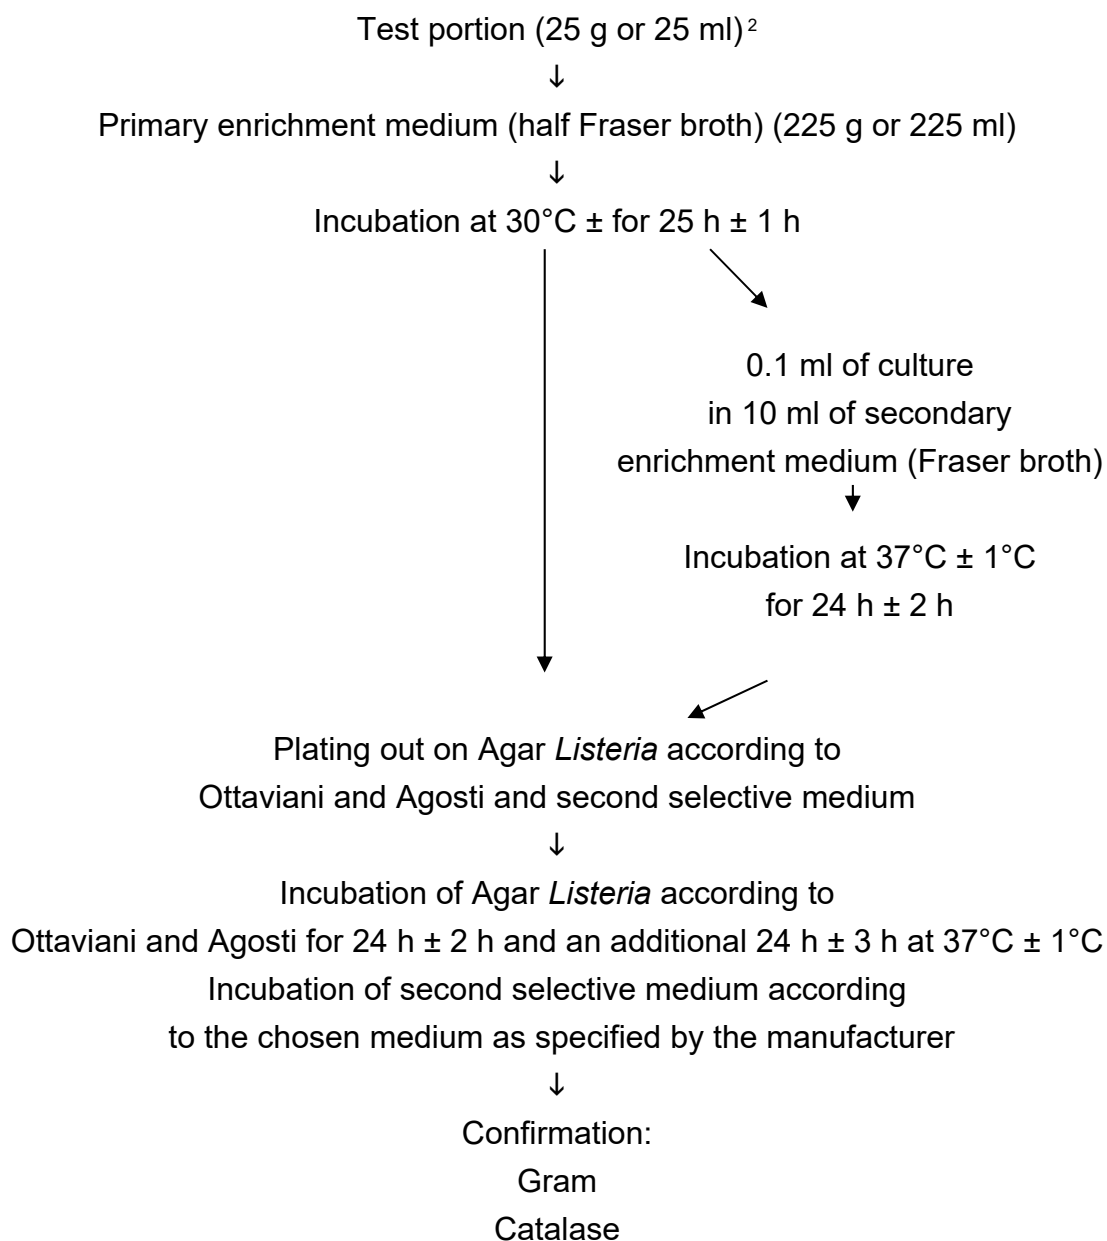 Test portion (25 g or 25 ml) ²
↓
Primary enrichment medium (half Fraser broth) (225 g or 225 ml)
↓
Incubation at 30°C ± for 25 h ± 1 h
0.1 ml of culture
in 10 ml of secondary
enrichment medium (Fraser broth)
Incubation at 37°C ± 1°C
for 24 h ± 2 h
Plating out on Agar Listeria according to
Ottaviani and Agosti and second selective medium
↓
Incubation of Agar Listeria according to
Ottaviani and Agosti for 24 h ± 2 h and an additional 24 h ± 3 h at 37°C ± 1°C
Incubation of second selective medium according
to the chosen medium as specified by the manufacturer
↓
Confirmation:
Gram
Catalase